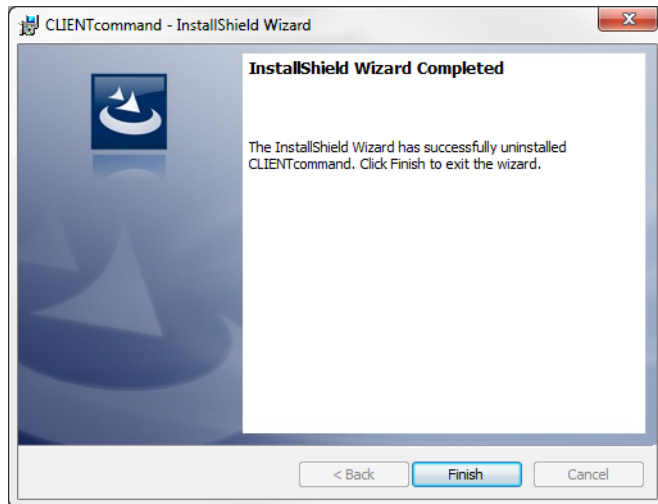 CLIENTcommand - InstallShield Wizard
InstallShield Wizard Completed
The InstallShield Wizard has successfully uninstalled
CLIENTcommand. Click Finish to exit the wizard.
< Back
Finish
Cancel